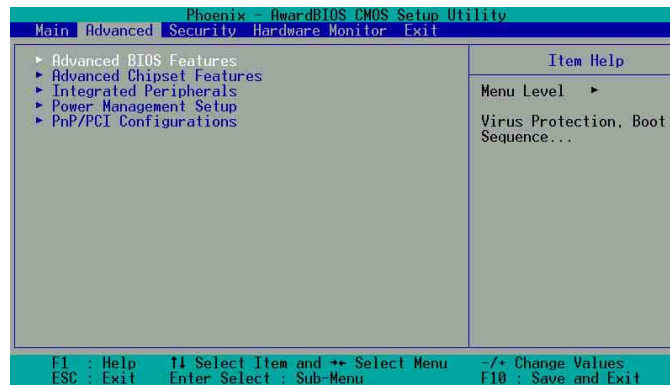 Phoenix - AwardBIOS CMOS Setup Utility
Main Advanced Security Hardware Monitor Exit
► Advanced BIOS Features
► Advanced Chipset Features
► Integrated Peripherals
► Power Management Setup
► PnP/PCI Configurations
Item Help
Menu Level ►
Virus Protection, Boot
Sequence...
F1 : Help ↑↓ Select Item and →← Select Menu -/+ Change Values
ESC : Exit Enter Select : Sub-Menu F10 : Save and Exit